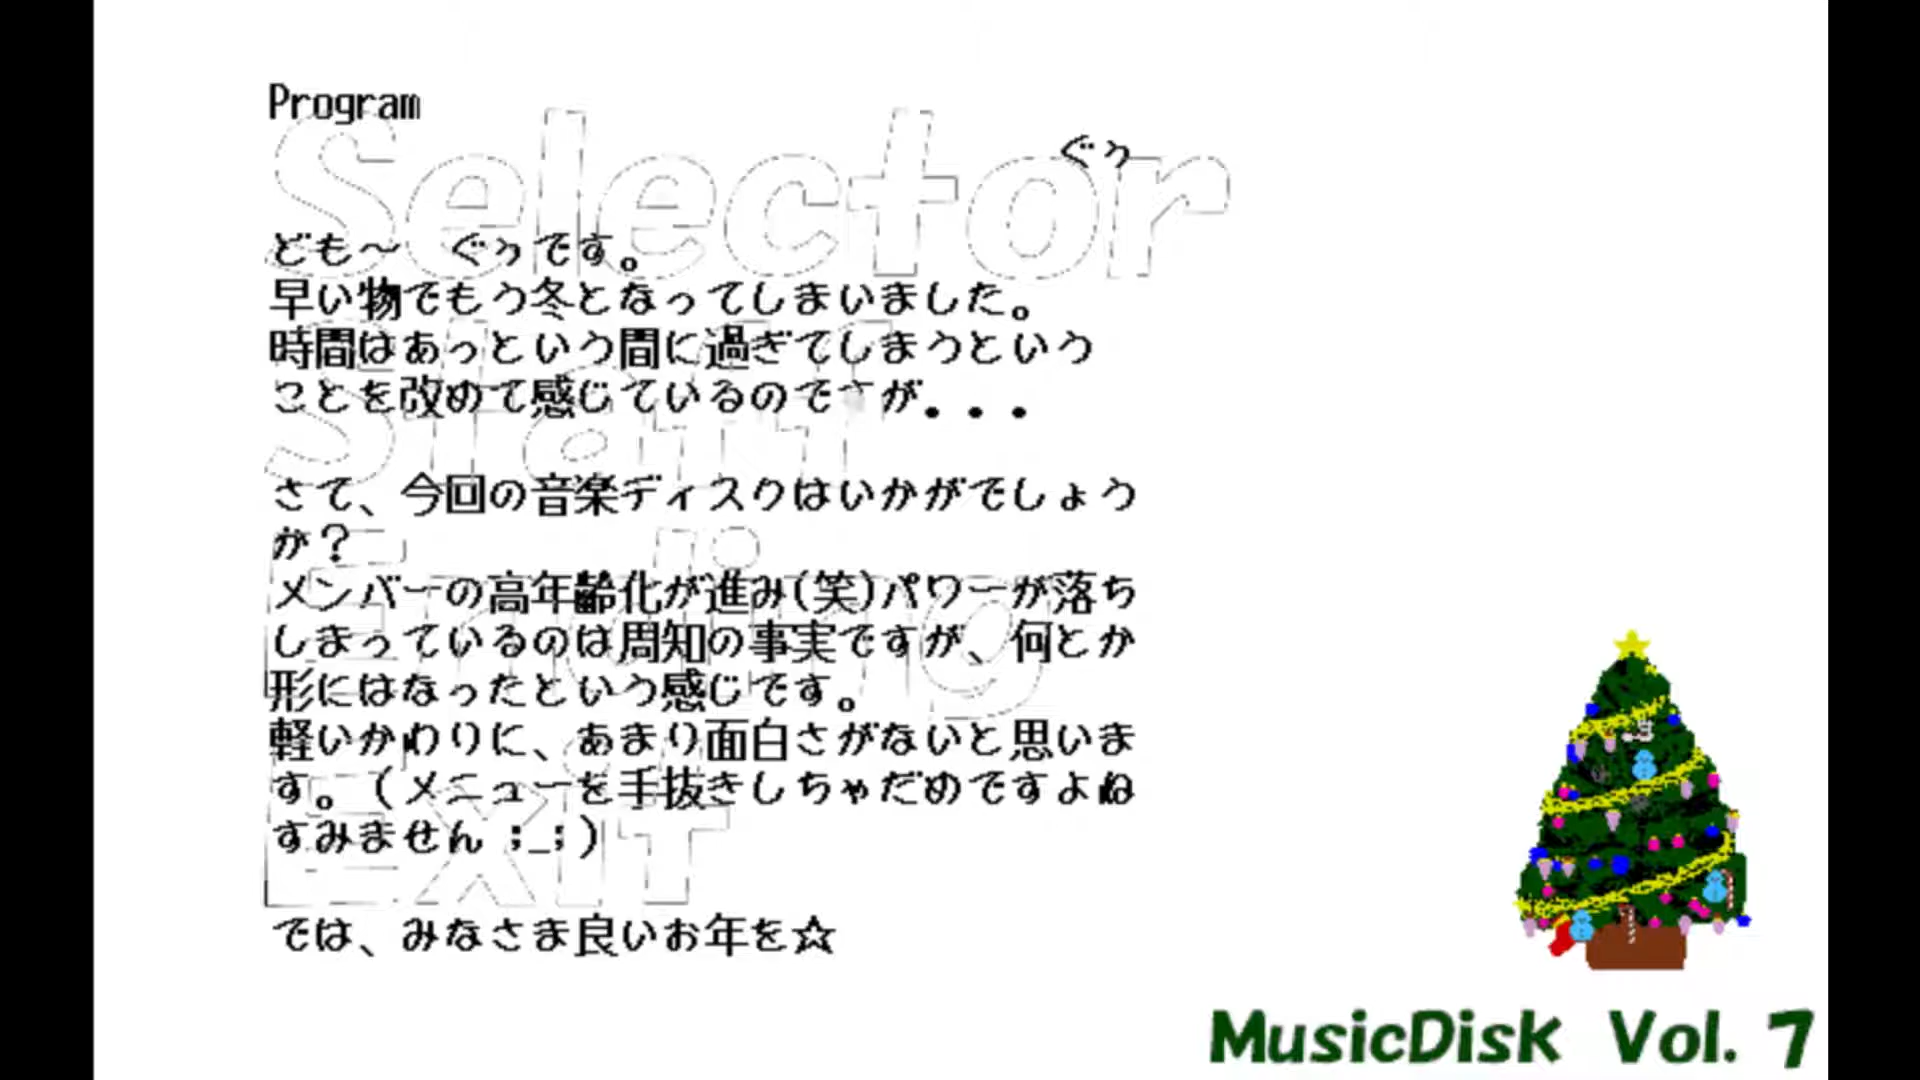 Program
ぐぅ
Selector
ども～　ぐぅです。
早い物でもう冬となってしまいました。
時間はあっという間に過ぎてしまうという
ことを改めて感じているのですが．．．
Staff
さて、今回の音楽ディスクはいかがでしょう
か？
Ending
メンバーの高年齢化が進み(笑)パワーが落ち
しまっているのは周知の事実ですが、何とか
形にはなったという感じです。
軽いかわりに、あまり面白さがないと思いま
す。(メニューを手抜きしちゃだめですよね
すみません ;_;)
Exit
では、みなさま良いお年を☆
MusicDisk Vol. 7